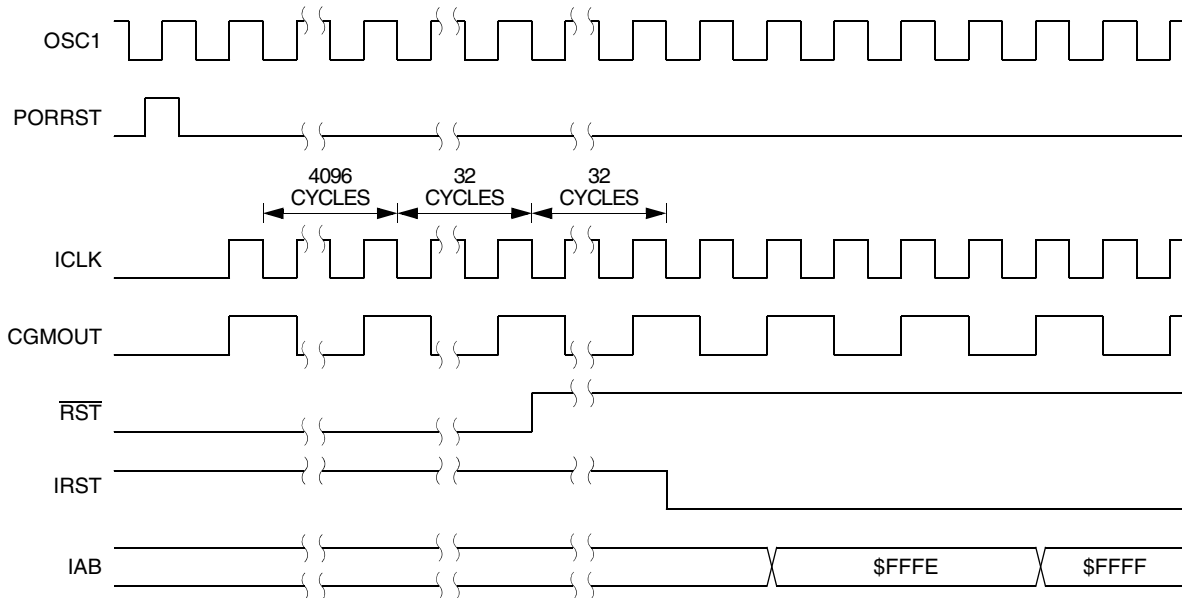 OSC1
PORRST
4096
CYCLES
32
CYCLES
32
CYCLES
ICLK
CGMOUT
RST
IRST
IAB
$FFFE
$FFFF